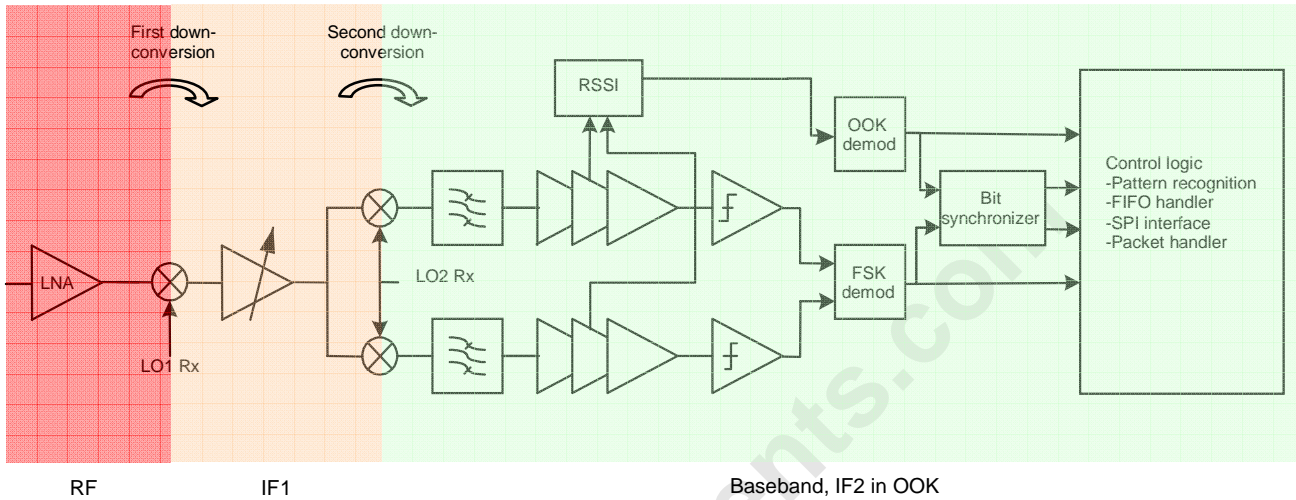 First down-
conversion
Second down-
conversion
RSSI
OOK
demod
Control logic
-Pattern recognition
-FIFO handler
-SPI interface
-Packet handler
Bit
synchronizer
LNA
LO2 Rx
FSK
demod
LO1 Rx
RF
IF1
Baseband, IF2 in OOK